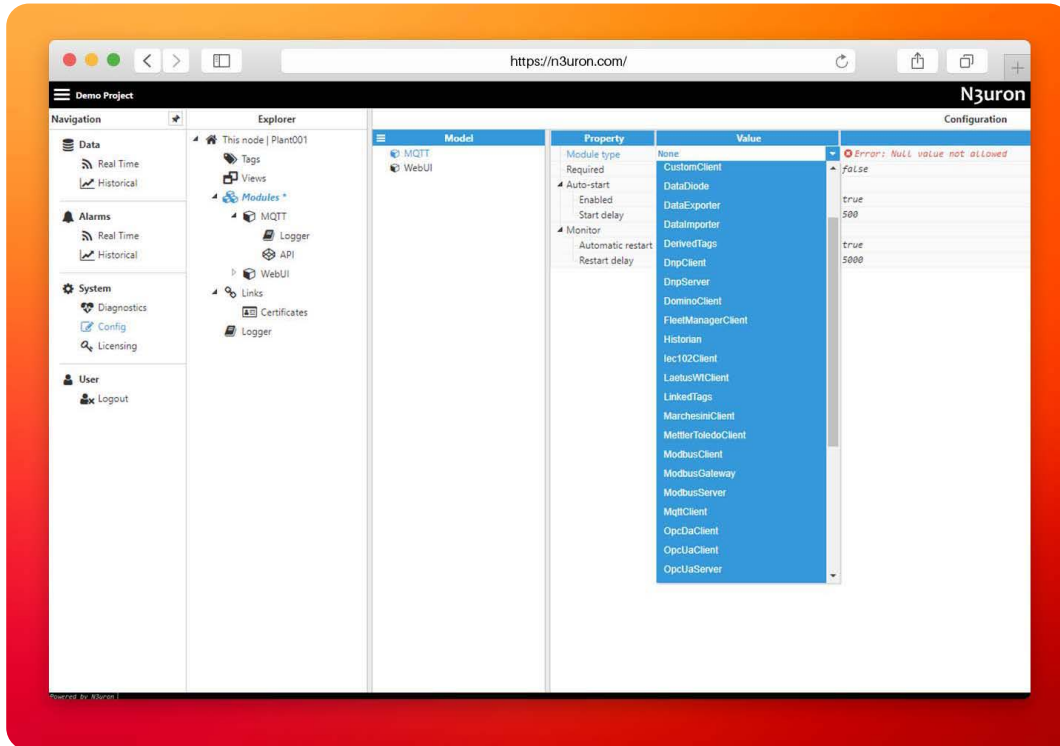 https://n3uron.com/
Demo Project
N3uron
Navigation
Explorer
Configuration
Data
Real Time
Historical
Alarms
Real Time
Historical
System
Diagnostics
Config
Licensing
User
Logout
This node | Plant001
Tags
Views
Modules *
MQTT
Logger
API
WebUI
Links
Certificates
Logger
Model
MQTT
WebUI
Property Value
Module type None Error: Null value not allowed
Required false
Auto-start
Enabled true
Start delay 500
Monitor
Automatic restart true
Restart delay 5000
CustomClient
DataDiode
DataExporter
DataImporter
DerivedTags
DnpClient
DnpServer
DominoClient
FleetManagerClient
Historian
Iec102Client
LaetusWtClient
LinkedTags
MarchesiniClient
MettlerToledoClient
ModbusClient
ModbusGateway
ModbusServer
MqttClient
OpcDaClient
OpcUaClient
OpcUaServer
Powered by N3uron |